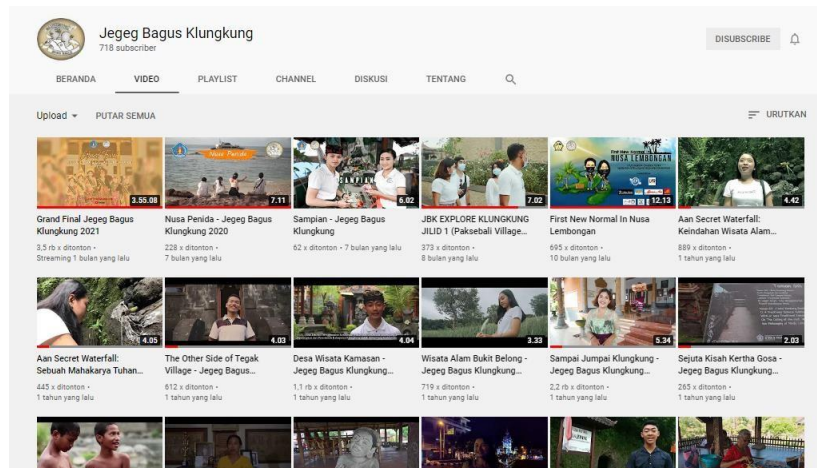 Jegeg Bagus Klungkung
718 subscriber
DISUBSCRIBE
BERANDA VIDEO PLAYLIST CHANNEL DISKUSI TENTANG
Upload PUTAR SEMUA URUTKAN
3.55.08
Nusa Penida
7.11
SAMPIAN
6.02
7.02
First New Normal
NUSA LEMBONGAN
12.13
4.42
Grand Final Jegeg Bagus
Klungkung 2021
3,5 rb x ditonton •
Streaming 1 bulan yang lalu
Nusa Penida - Jegeg Bagus
Klungkung 2020
228 x ditonton •
7 bulan yang lalu
Sampian - Jegeg Bagus
Klungkung
62 x ditonton • 7 bulan yang lalu
JBK EXPLORE KLUNGKUNG
JILID 1 (Paksebali Village...
373 x ditonton •
8 bulan yang lalu
First New Normal In Nusa
Lembongan
695 x ditonton •
10 bulan yang lalu
Aan Secret Waterfall:
Keindahan Wisata Alam...
889 x ditonton •
1 tahun yang lalu
4.05
4.03
4.04
3.33
5.34
2.03
Aan Secret Waterfall:
Sebuah Mahakarya Tuhan...
445 x ditonton •
1 tahun yang lalu
The Other Side of Tegak
Village - Jegeg Bagus...
612 x ditonton •
1 tahun yang lalu
Desa Wisata Kamasan -
Jegeg Bagus Klungkung...
1,1 rb x ditonton •
1 tahun yang lalu
Wisata Alam Bukit Belong -
Jegeg Bagus Klungkung...
719 x ditonton •
1 tahun yang lalu
Sampai Jumpai Klungkung -
Jegeg Bagus Klungkung...
2,2 rb x ditonton •
1 tahun yang lalu
Sejuta Kisah Kertha Gosa -
Jegeg Bagus Klungkung...
265 x ditonton •
1 tahun yang lalu